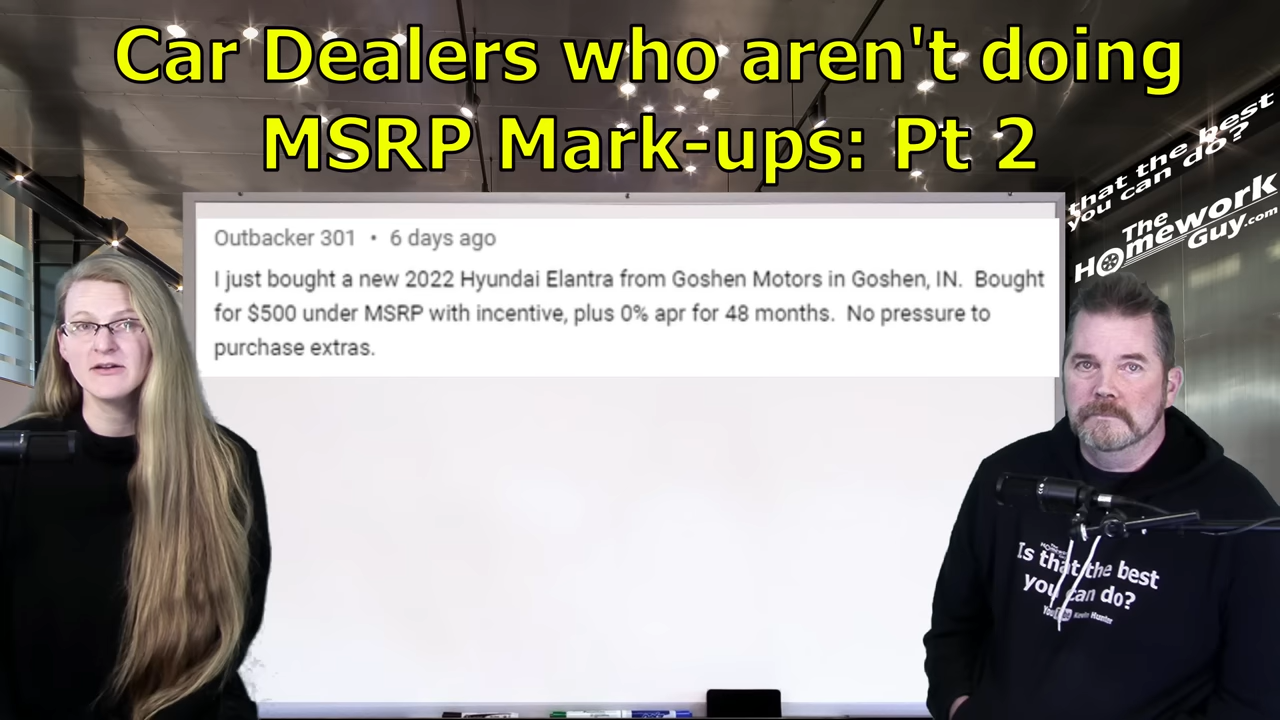 Car Dealers who aren't doing
MSRP Mark-ups: Pt 2
that the best
you can do?
The
Homework
Guy.com
Outbacker 301 • 6 days ago
I just bought a new 2022 Hyundai Elantra from Goshen Motors in Goshen, IN. Bought
for $500 under MSRP with incentive, plus 0% apr for 48 months. No pressure to
purchase extras.
Is that the best
you can do?
YouTube Kevin Hunter